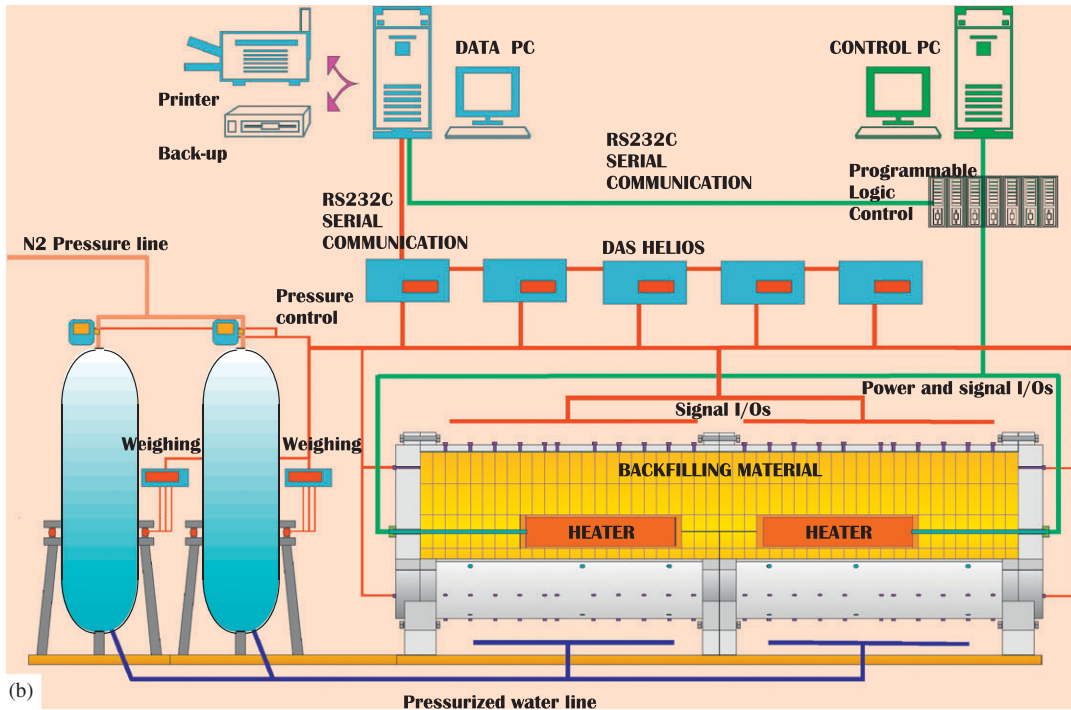 DATA PC
CONTROL PC
Printer
Back-up
RS232C
SERIAL
COMMUNICATION
Programmable
Logic
Control
RS232C
SERIAL
COMMUNICATION
N2 Pressure line
DAS HELIOS
Pressure
control
Power and signal I/Os
Signal I/Os
Weighing
Weighing
BACKFILLING MATERIAL
HEATER
HEATER
(b)
Pressurized water line